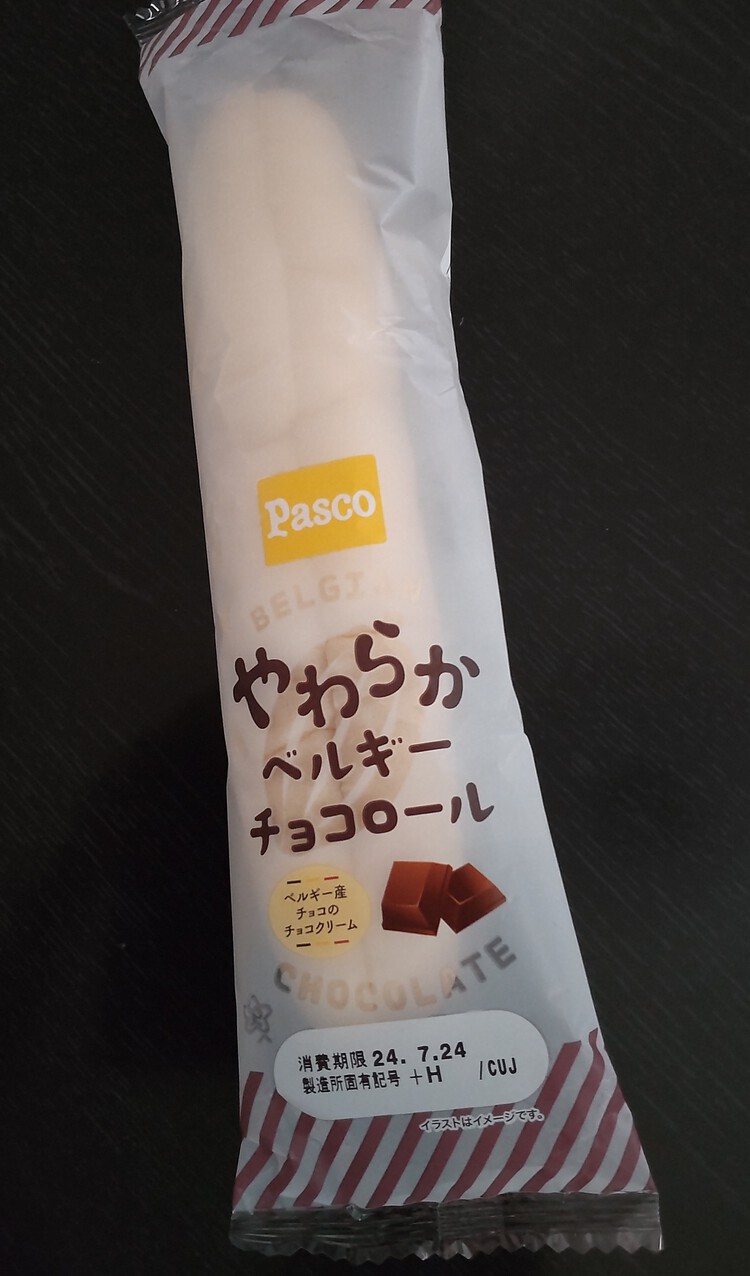 Pasco
やわらか
ベルギー
チョコロール
ベルギー産
チョコの
チョコクリーム
CHOCOLATE
消費期限 24. 7.24
製造所固有記号 +H /CUJ
イラストはイメージです。